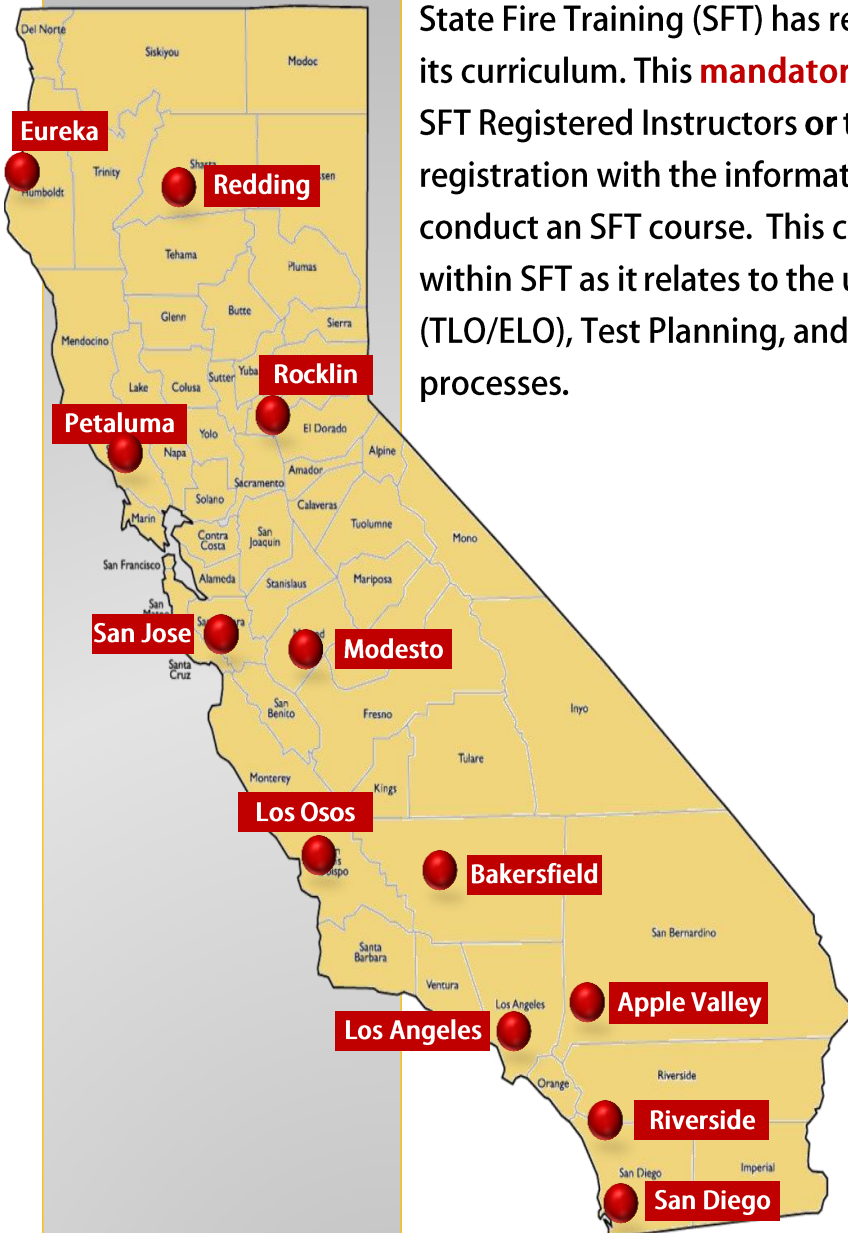 State Fire Training (SFT) has re
its curriculum. This mandator
SFT Registered Instructors or t
registration with the informat
conduct an SFT course. This c
within SFT as it relates to the u
(TLO/ELO), Test Planning, and
processes.
Del Norte
Siskiyou
Modoc
Eureka
Trinity
Shasta
Redding
ssen
Humboldt
Tehama
Plumas
Butte
Glenn
Sierra
Mendocino
Yuba
Rocklin
Sutter
Lake
Colusa
Petaluma
El Dorado
Yolo
Napa
Alpine
Amador
Sacramento
Solano
Calaveras
Marin
Tuolumne
Contra
Costa
San
Joaquin
Mono
San Francisco
Alameda
Stanislaus
Mariposa
San
San Jose
Modesto
Santa
Cruz
San
Benito
Fresno
Inyo
Tulare
Monterey
Kings
Los Osos
Bakersfield
San Bernardino
Santa
Barbara
Ventura
Los Angeles
Apple Valley
Los Angeles
Orange
Riverside
Riverside
Imperial
San Diego
San Diego